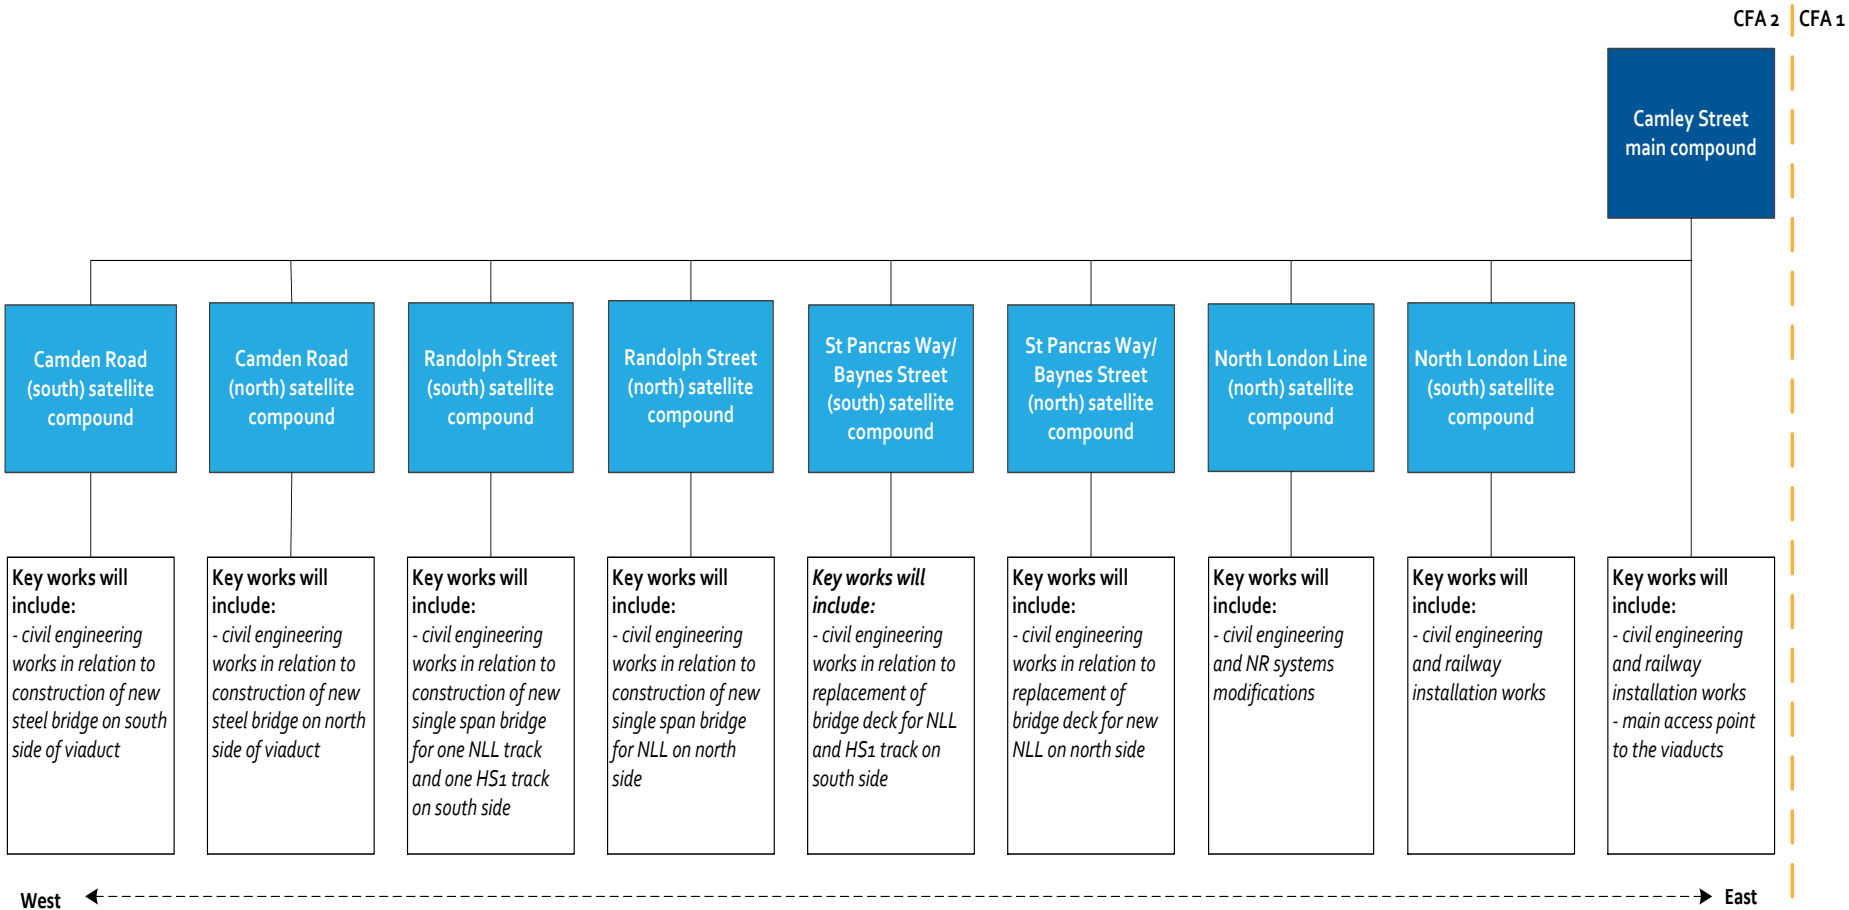 CFA 2
CFA 1
Camley Street
main compound
Camden Road
(south) satellite
compound
Camden Road
(north) satellite
compound
Randolph Street
(south) satellite
compound
Randolph Street
(north) satellite
compound
St Pancras Way/
Baynes Street
(south) satellite
compound
St Pancras Way/
Baynes Street
(north) satellite
compound
North London Line
(north) satellite
compound
North London Line
(south) satellite
compound
Key works will
include:
- civil engineering
works in relation to
construction of new
steel bridge on south
side of viaduct
Key works will
include:
- civil engineering
works in relation to
construction of new
steel bridge on north
side of viaduct
Key works will
include:
- civil engineering
works in relation to
construction of new
single span bridge
for one NLL track
and one HS1 track
on south side
Key works will
include:
- civil engineering
works in relation to
construction of new
single span bridge
for NLL on north
side
Key works will
include:
- civil engineering
works in relation to
replacement of
bridge deck for NLL
and HS1 track on
south side
Key works will
include:
- civil engineering
works in relation to
replacement of
bridge deck for new
NLL on north side
Key works will
include:
- civil engineering
and NR systems
modifications
Key works will
include:
- civil engineering
and railway
installation works
Key works will
include:
- civil engineering
and railway
installation works
- main access point
to the viaducts
West
East